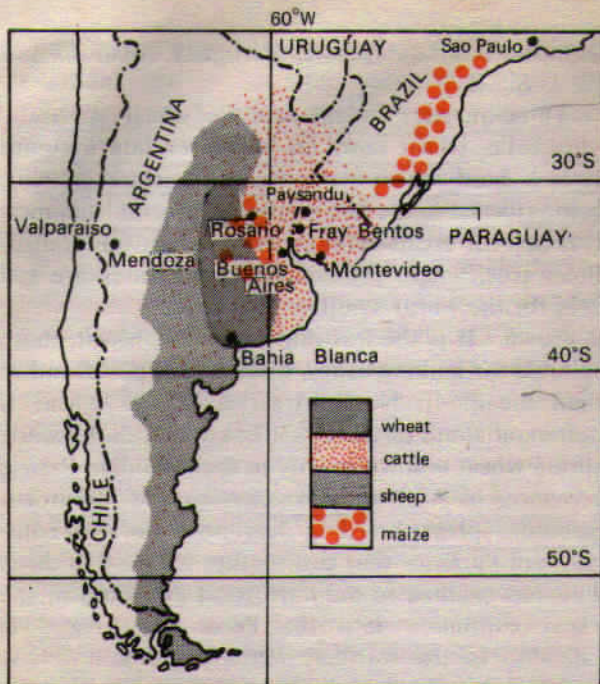 60°W
URUGUAY
Sao Paulo
BRAZIL
ARGENTINA
30°S
Paysandu
Valparaiso
Rosario
Fray Bentos
PARAGUAY
Mendoza
Buenos
Aires
Montevideo
Bahia Blanca
40°S
wheat
cattle
sheep
maize
CHILE
50°S